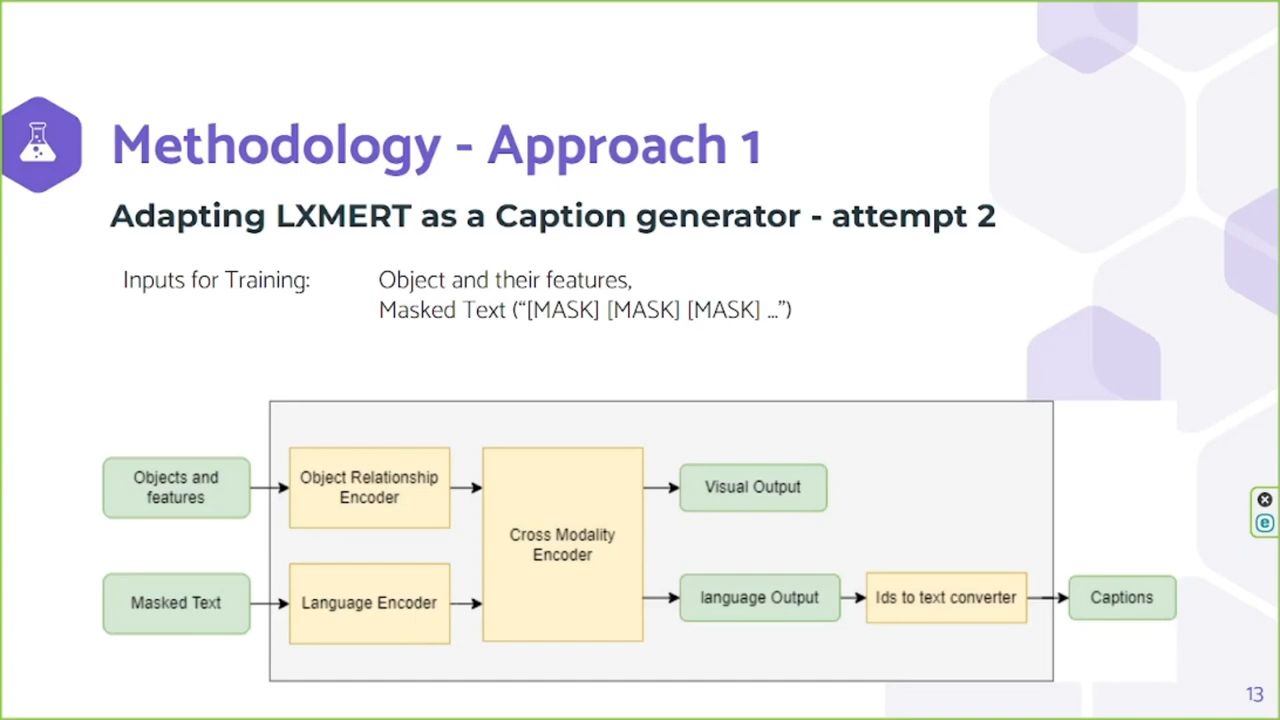 Methodology - Approach 1
Adapting LXMERT as a Caption generator - attempt 2
Inputs for Training:
Object and their features,
Masked Text (“[MASK] [MASK] [MASK] ...”)
Objects and
features
Object Relationship
Encoder
Cross Modality
Encoder
Visual Output
Masked Text
Language Encoder
language Output
Ids to text converter
Captions
13